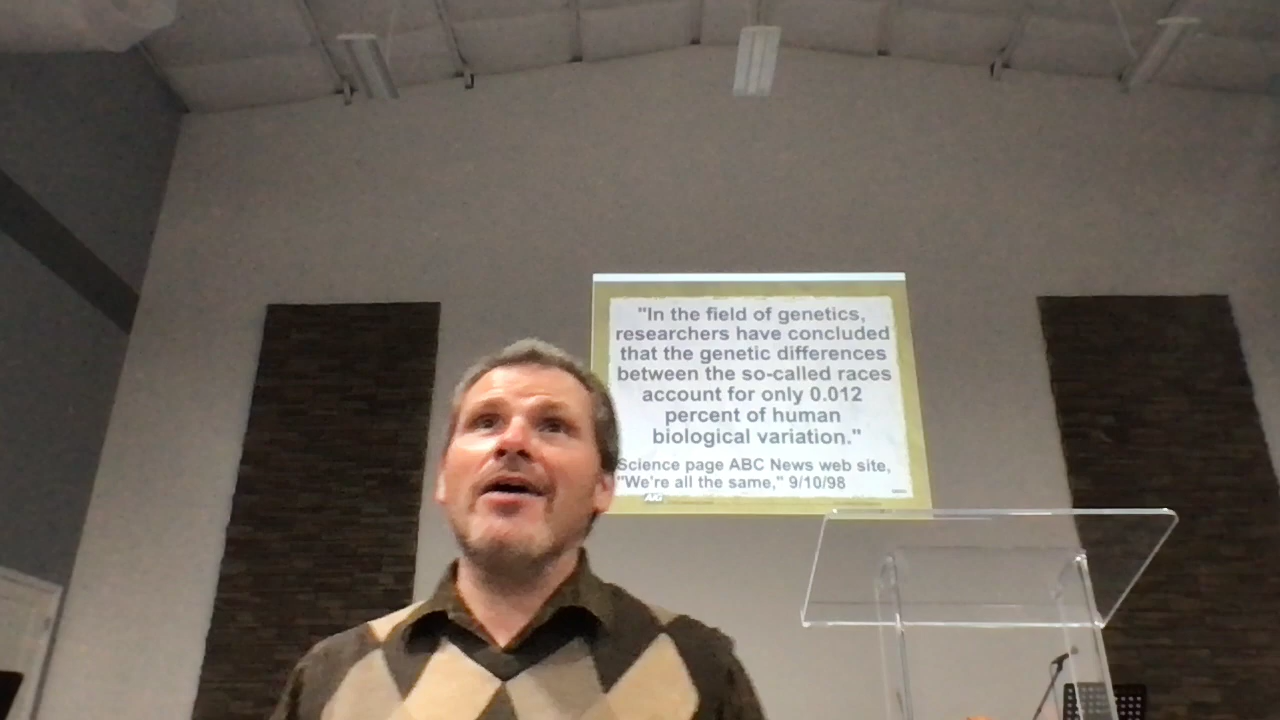 "In the field of genetics,
researchers have concluded
that the genetic differences
between the so-called races
account for only 0.012
percent of human
biological variation."
Science page ABC News web site,
"We're all the same," 9/10/98
AiG